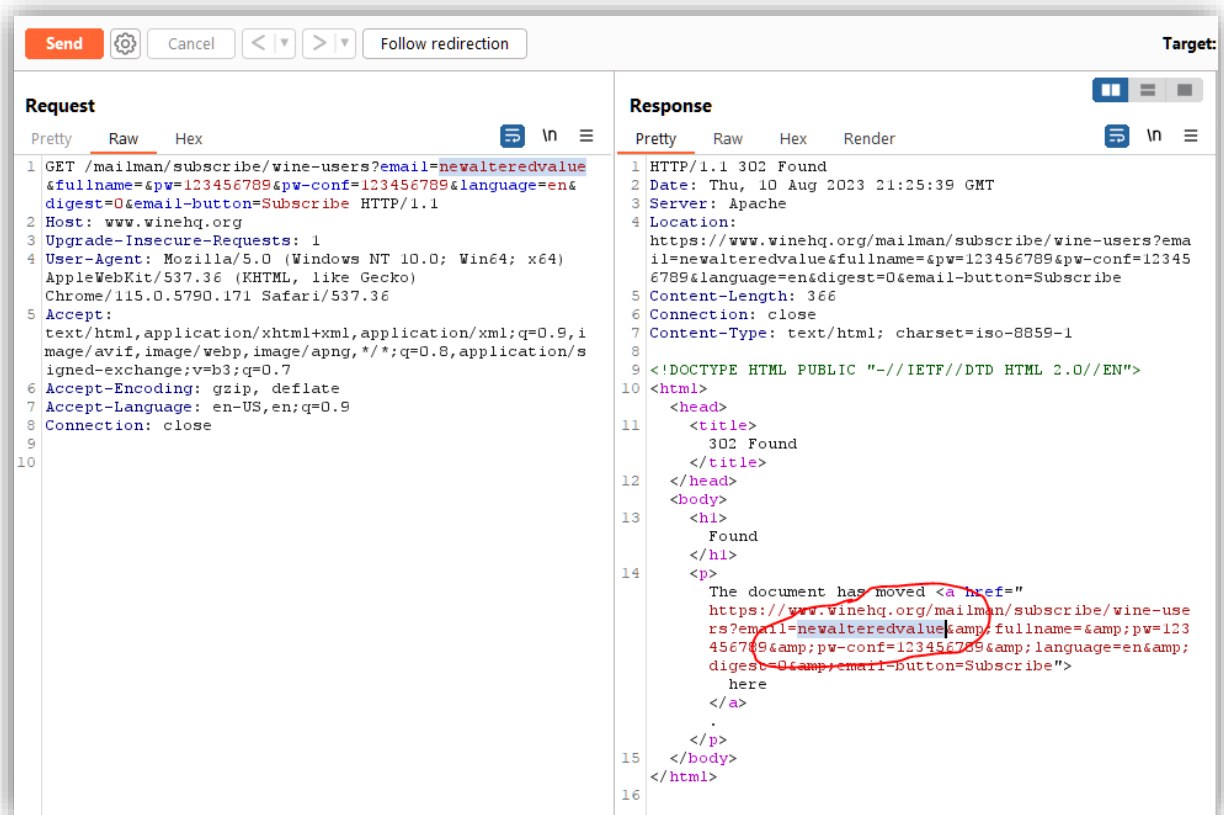 Send
Cancel
<
>
Follow redirection
Target:
Request
Pretty Raw Hex
\n
1 GET /mailman/subscribe/wine-users?email=newalteredvalue
&fullname=&pw=123456789&pw-conf=123456789&language=en&
digest=0&email-button=Subscribe HTTP/1.1
2 Host: www.winehq.org
3 Upgrade-Insecure-Requests: 1
4 User-Agent: Mozilla/5.0 (Windows NT 10.0; Win64; x64)
AppleWebKit/537.36 (KHTML, like Gecko)
Chrome/115.0.5790.171 Safari/537.36
5 Accept:
text/html,application/xhtml+xml,application/xml;q=0.9,i
mage/avif,image/webp,image/apng,*/*;q=0.8,application/s
igned-exchange;v=b3;q=0.7
6 Accept-Encoding: gzip, deflate
7 Accept-Language: en-US,en;q=0.9
8 Connection: close
9
10
Response
Pretty Raw Hex Render
\n
1 HTTP/1.1 302 Found
2 Date: Thu, 10 Aug 2023 21:25:39 GMT
3 Server: Apache
4 Location:
https://www.winehq.org/mailman/subscribe/wine-users?ema
il=newalteredvalue&fullname=&pw=123456789&pw-conf=12345
6789&language=en&digest=0&email-button=Subscribe
5 Content-Length: 366
6 Connection: close
7 Content-Type: text/html; charset=iso-8859-1
8
9 <!DOCTYPE HTML PUBLIC "-//IETF//DTD HTML 2.0//EN">
10 <html>
<head>
11 <title>
302 Found
</title>
12 </head>
<body>
13 <h1>
Found
</h1>
14 <p>
The document has moved <a href="
https://www.winehq.org/mailman/subscribe/wine-use
rs?email=newalteredvalue&amp;fullname=&amp;pw=123
456789&amp;pw-conf=123456789&amp;language=en&amp;
digest=0&amp;email-button=Subscribe">
here
</a>
.
</p>
15 </body>
</html>
16